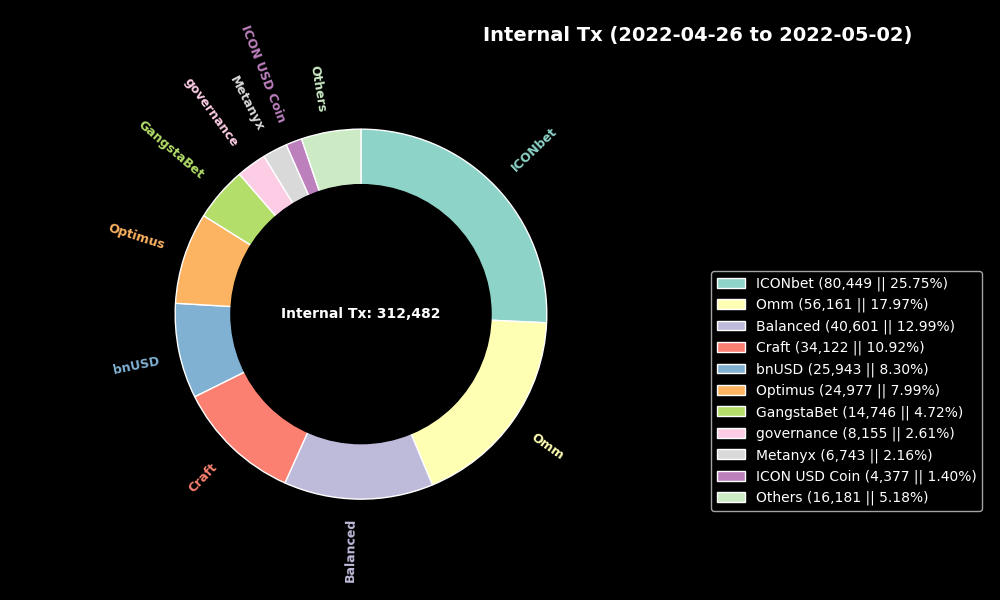 Internal Tx (2022-04-26 to 2022-05-02)
ICON USD Coin
Others
Metanyx
governance
GangstaBet
ICONbet
Optimus
bnUSD
Craft
Balanced
Omm
Internal Tx: 312,482
ICONbet (80,449 || 25.75%)
Omm (56,161 || 17.97%)
Balanced (40,601 || 12.99%)
Craft (34,122 || 10.92%)
bnUSD (25,943 || 8.30%)
Optimus (24,977 || 7.99%)
GangstaBet (14,746 || 4.72%)
governance (8,155 || 2.61%)
Metanyx (6,743 || 2.16%)
ICON USD Coin (4,377 || 1.40%)
Others (16,181 || 5.18%)